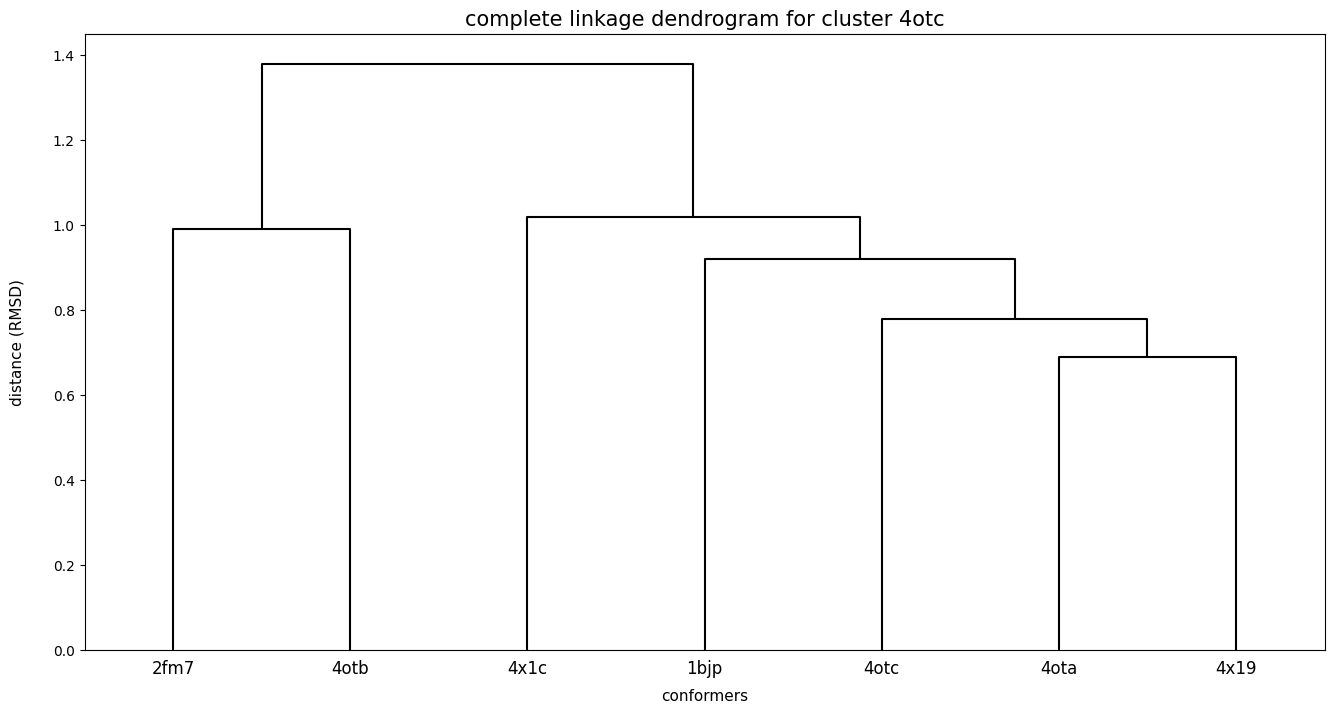 complete linkage dendrogram for cluster 4otc
1.4
1.2
1.0
0.8
0.6
0.4
0.2
0.0
distance (RMSD)
2fm7 4otb 4x1c 1bjp 4otc 4ota 4x19
conformers